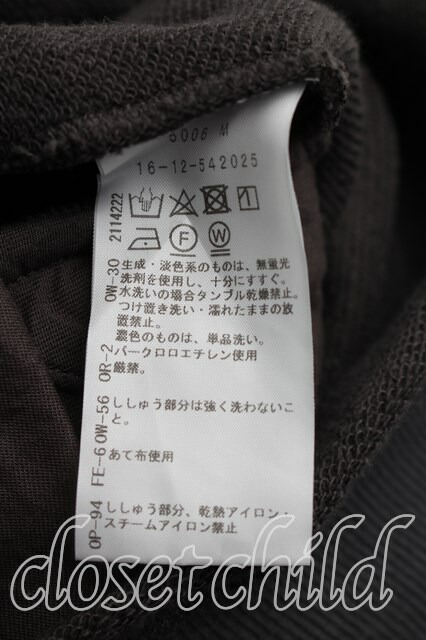 5006 M
16-12-542025
2114222
1
F
W
OW-30 生成・淡色系のものは、無蛍光
洗剤を使用し、十分にすすぐ。
水洗いの場合タンブル乾燥禁止。
つけ置き洗い・濡れたままの放
置禁止。
濃色のものは、単品洗い。
OR-2 パークロロエチレン使用
厳禁。
OW-56 ししゅう部分は強く洗わないこ
と。
FE-6 あて布使用
OP-94 ししゅう部分、乾熱アイロン・
スチームアイロン禁止
closet child